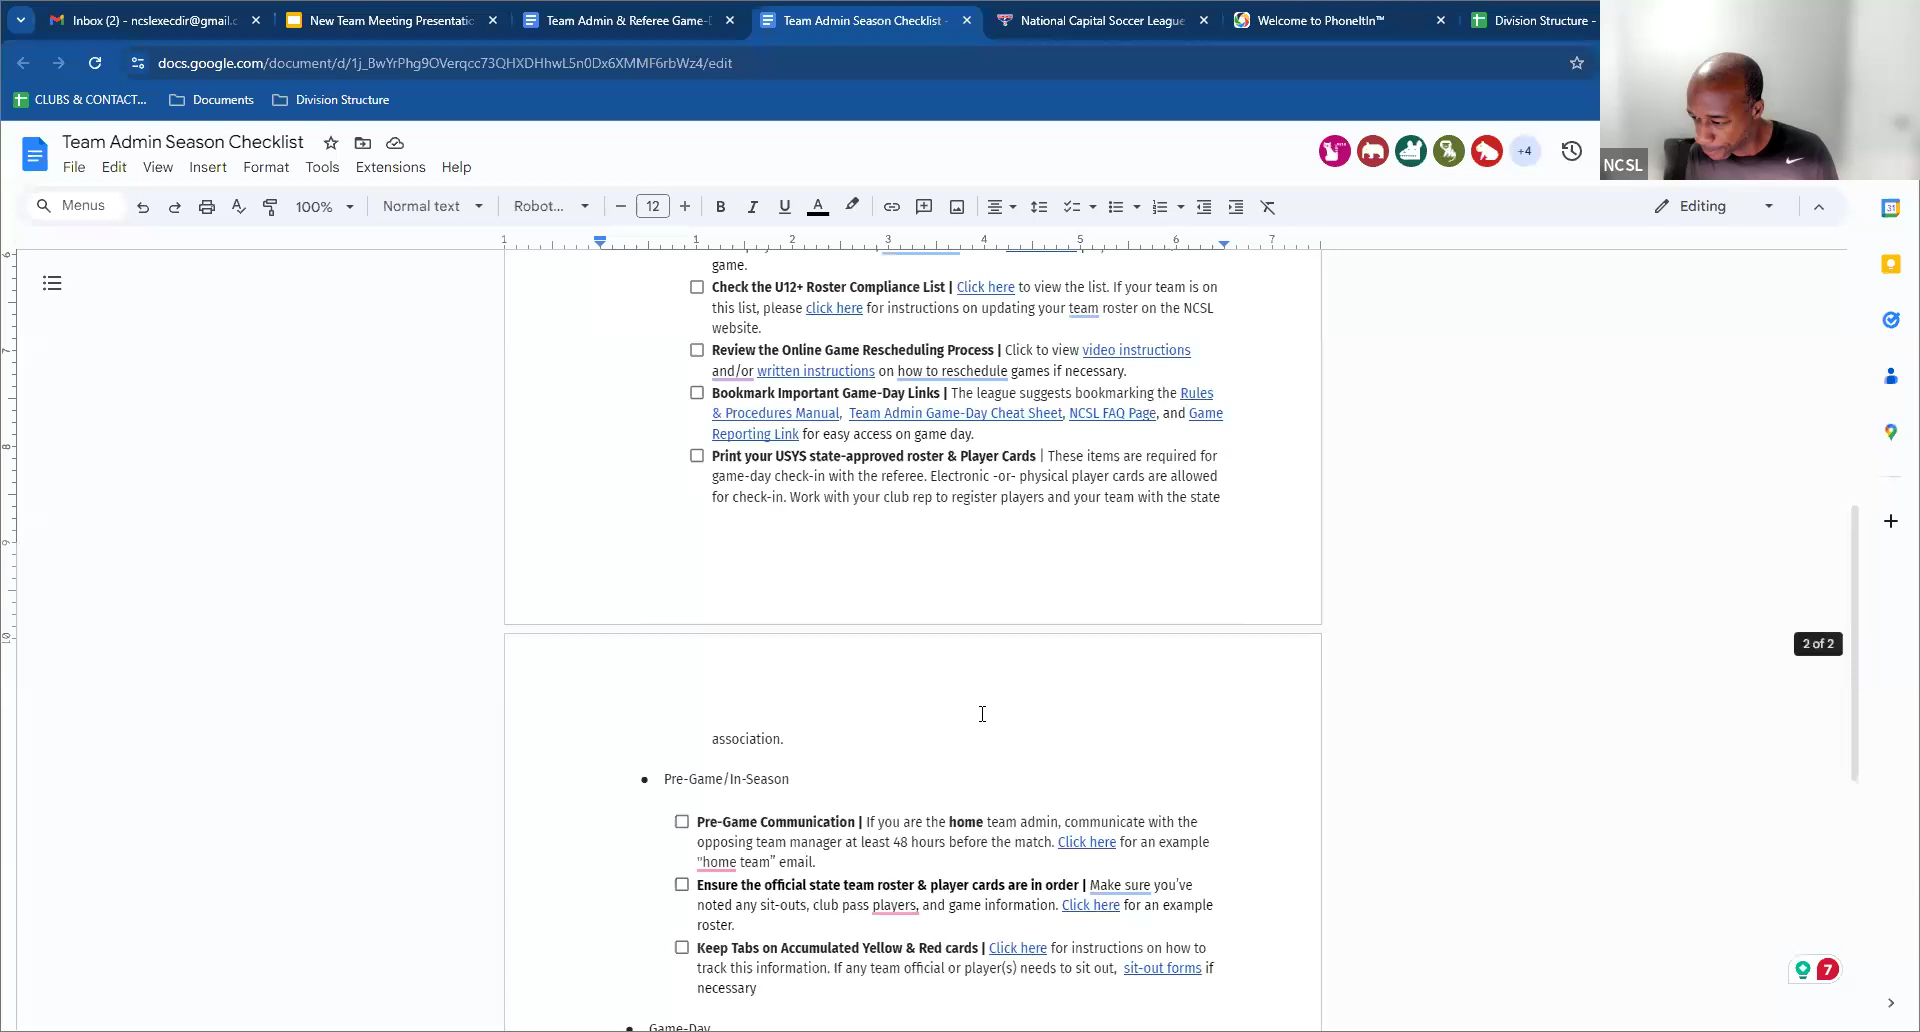 Inbox (2) - ncslexecdir@gmail.c
New Team Meeting Presentatio
Team Admin & Referee Game-D
Team Admin Season Checklist -
National Capital Soccer League
Welcome to PhoneItIn™
Division Structure -
docs.google.com/document/d/1j_BwYrPhg9OVerqcc73QHXDHhwL5n0Dx6XMMF6rbWz4/edit
CLUBS & CONTACT...
Documents
Division Structure
Team Admin Season Checklist
File Edit View Insert Format Tools Extensions Help
+4
NCSL
Menus
100%
Normal text
Robot...
12
B I U A
Editing
31
1 1 2 3 4 5 6 7
game.
Check the U12+ Roster Compliance List | Click here to view the list. If your team is on
this list, please click here for instructions on updating your team roster on the NCSL
website.
Review the Online Game Rescheduling Process | Click to view video instructions
and/or written instructions on how to reschedule games if necessary.
Bookmark Important Game-Day Links | The league suggests bookmarking the Rules
& Procedures Manual, Team Admin Game-Day Cheat Sheet, NCSL FAQ Page, and Game
Reporting Link for easy access on game day.
Print your USYS state-approved roster & Player Cards | These items are required for
game-day check-in with the referee. Electronic -or- physical player cards are allowed
for check-in. Work with your club rep to register players and your team with the state
2 of 2
association.
● Pre-Game/In-Season
Pre-Game Communication | If you are the home team admin, communicate with the
opposing team manager at least 48 hours before the match. Click here for an example
"home team” email.
Ensure the official state team roster & player cards are in order | Make sure you’ve
noted any sit-outs, club pass players, and game information. Click here for an example
roster.
Keep Tabs on Accumulated Yellow & Red cards | Click here for instructions on how to
track this information. If any team official or player(s) needs to sit out, sit-out forms if
necessary
● Game-Day
7
6
7
8
9
10